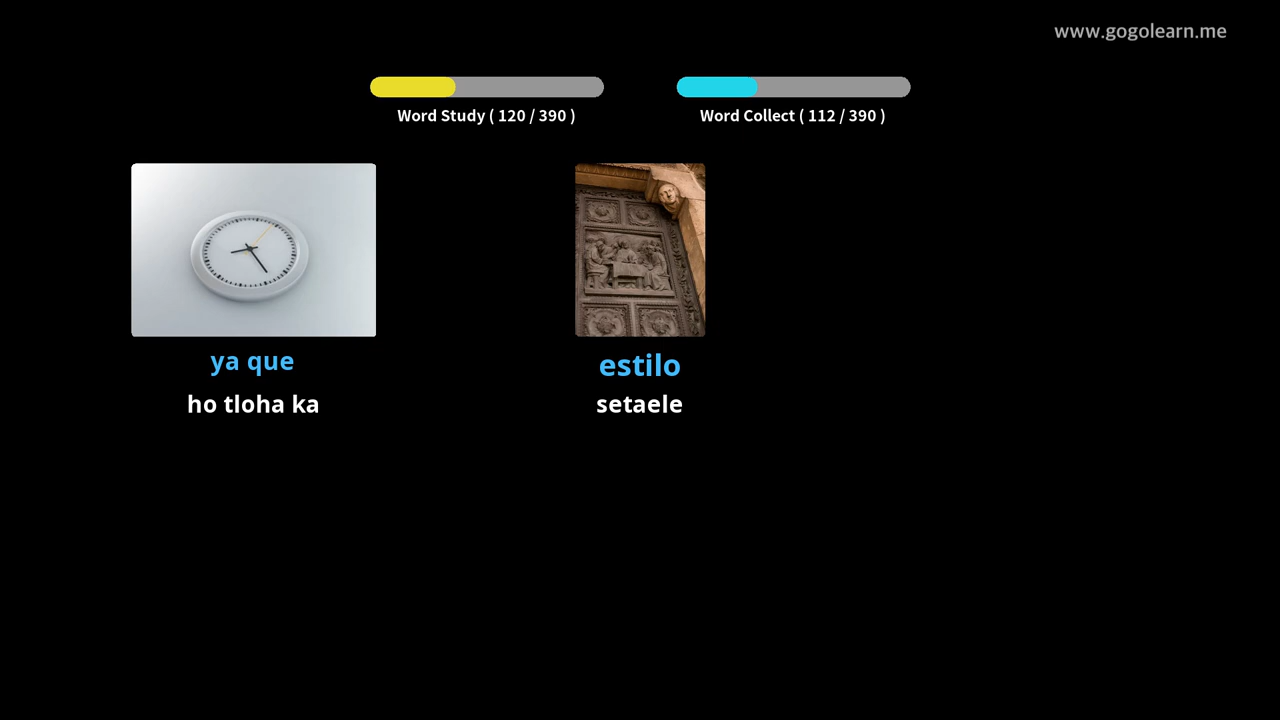 www.gogolearn.me
Word Study ( 120 / 390 )
Word Collect ( 112 / 390 )
ya que
ho tloha ka
estilo
setaele